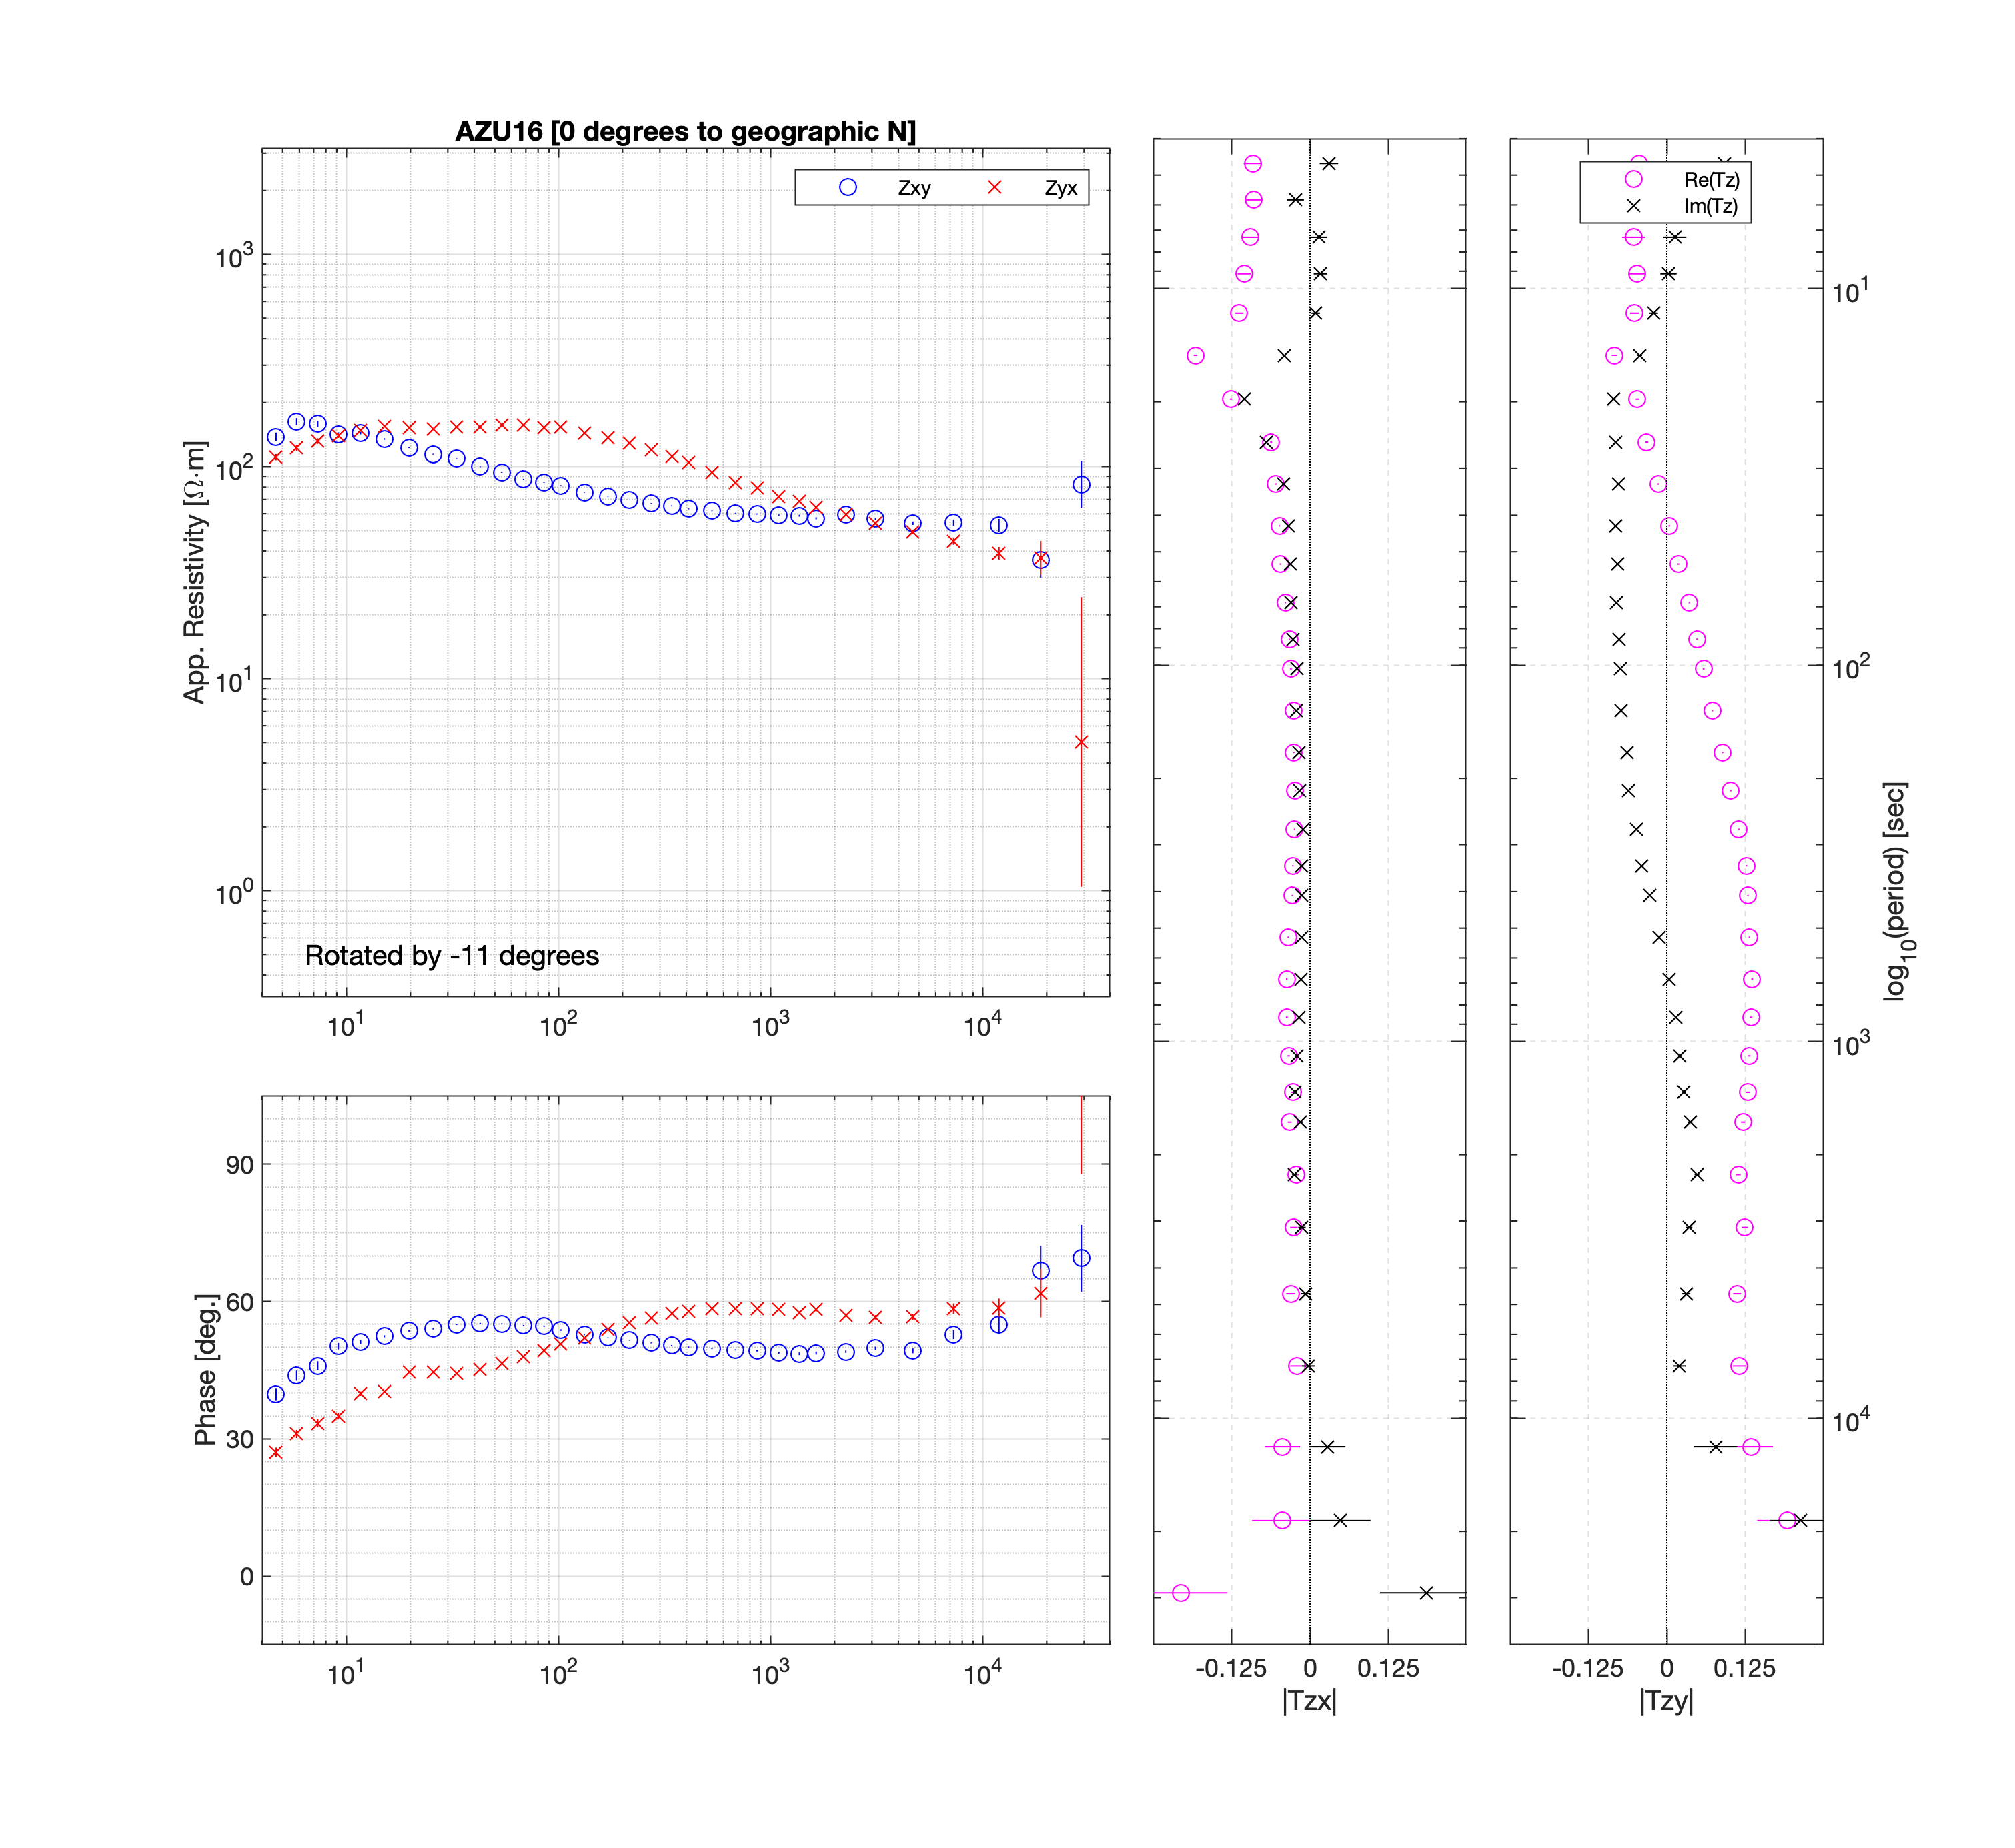 AZU16 [0 degrees to geographic N]
Zxy Zyx
App. Resistivity [Ω·m]
10^3
10^2
10^1
10^0
Rotated by -11 degrees
10^1 10^2 10^3 10^4
Phase [deg.]
90
60
30
0
10^1 10^2 10^3 10^4
-0.125 0 0.125
|Tzx|
Re(Tz)
Im(Tz)
-0.125 0 0.125
|Tzy|
10^1
10^2
10^3
10^4
log_10(period) [sec]